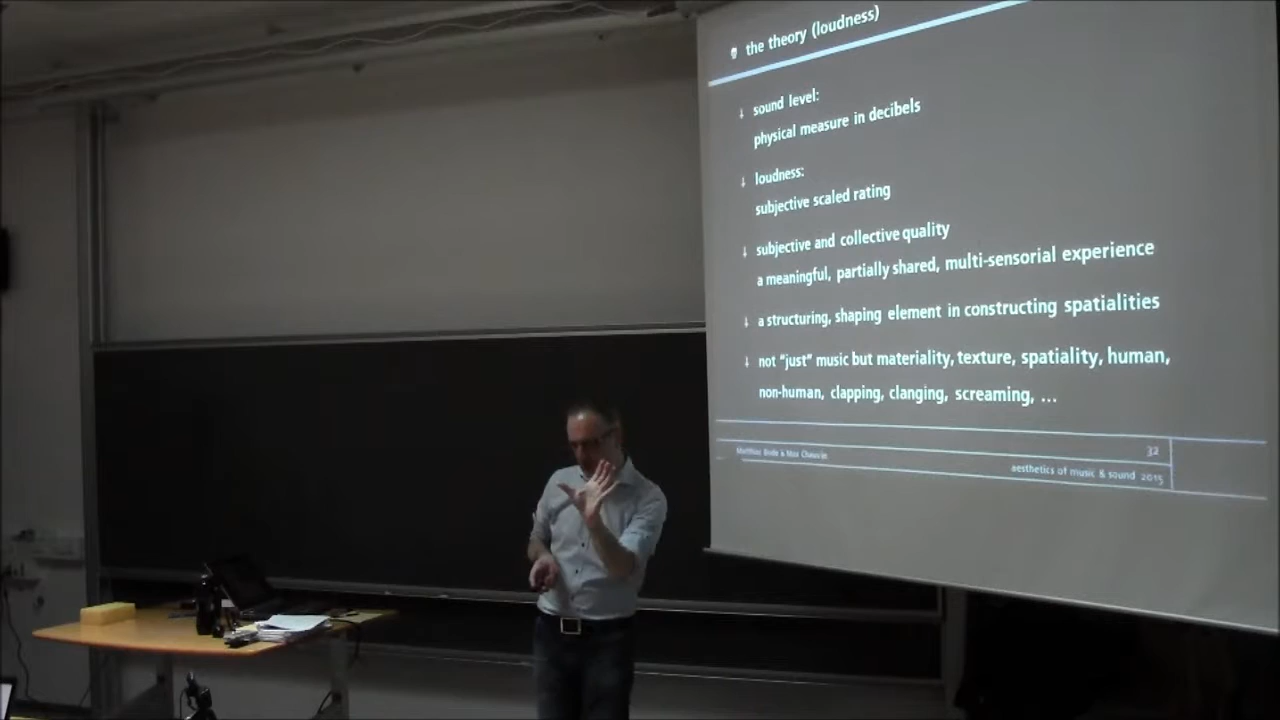 the theory (loudness)
sound level:
physical measure in decibels
loudness:
subjective scaled rating
subjective and collective quality
a meaningful, partially shared, multi-sensorial experience
a structuring, shaping element in constructing spatialities
not "just" music but materiality, texture, spatiality, human,
non-human, clapping, clanging, screaming, ...
32
aesthetics of music & sound 2015